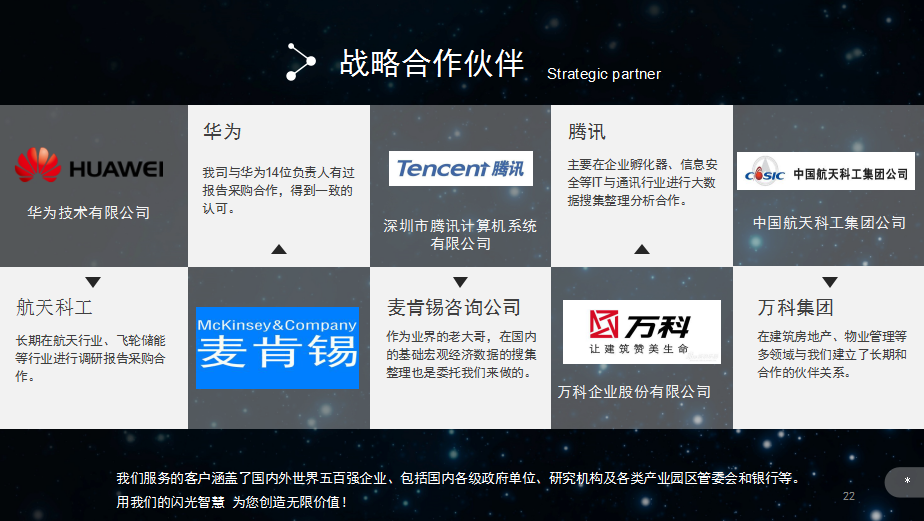 战略合作伙伴 Strategic partner
HUAWEI
华为技术有限公司
华为
我司与华为14位负责人有过
报告采购合作，得到一致的
认可。
Tencent 腾讯
深圳市腾讯计算机系统
有限公司
腾讯
主要在企业孵化器、信息安
全等IT与通讯行业进行大数
据搜集整理分析合作。
CASIC 中国航天科工集团公司
中国航天科工集团公司
航天科工
长期在航天行业、飞轮储能
等行业进行调研报告采购合
作。
McKinsey&Company
麦肯锡
麦肯锡咨询公司
作为业界的老大哥，在国内
的基础宏观经济数据的搜集
整理也是委托我们来做的。
万科
让建筑赞美生命
万科企业股份有限公司
万科集团
在建筑房地产、物业管理等
多领域与我们建立了长期和
合作的伙伴关系。
我们服务的客户涵盖了国内外世界五百强企业、包括国内各级政府单位、研究机构及各类产业园区管委会和银行等。
用我们的闪光智慧 为您创造无限价值！
22
*